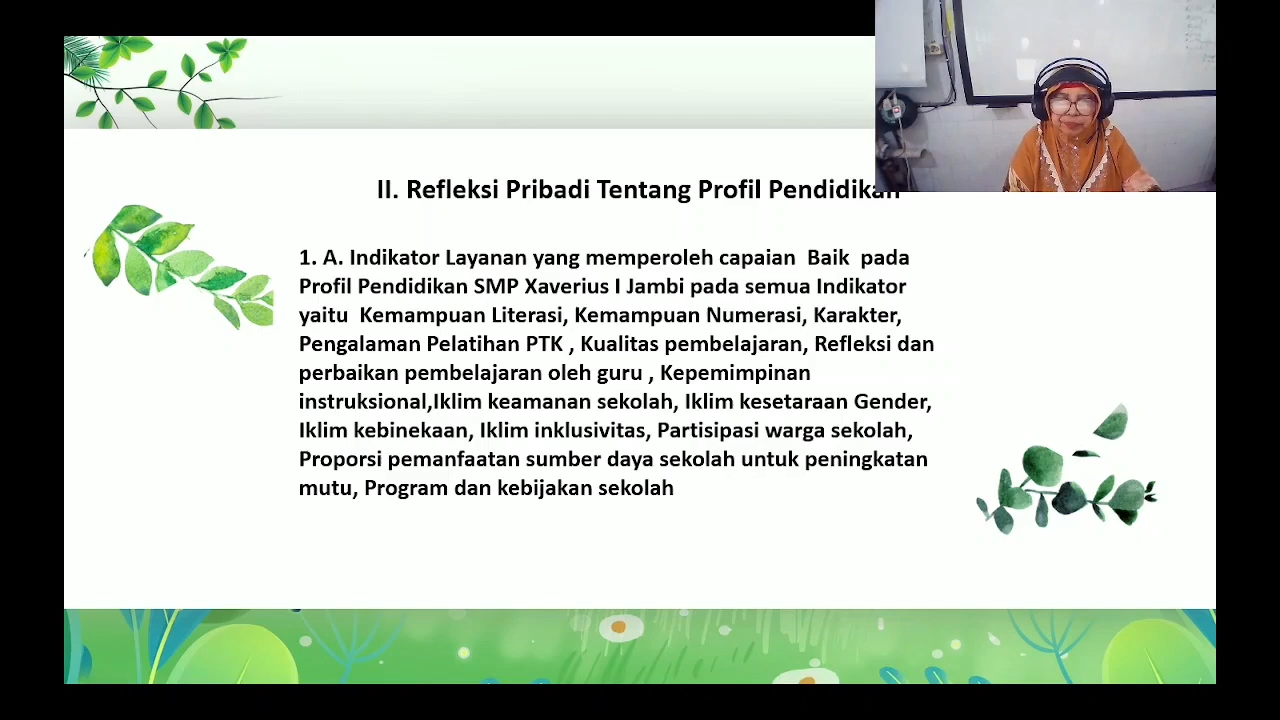 II. Refleksi Pribadi Tentang Profil Pendidikan
1. A. Indikator Layanan yang memperoleh capaian Baik pada
Profil Pendidikan SMP Xaverius I Jambi pada semua Indikator
yaitu Kemampuan Literasi, Kemampuan Numerasi, Karakter,
Pengalaman Pelatihan PTK , Kualitas pembelajaran, Refleksi dan
perbaikan pembelajaran oleh guru , Kepemimpinan
instruksional,Iklim keamanan sekolah, Iklim kesetaraan Gender,
Iklim kebinekaan, Iklim inklusivitas, Partisipasi warga sekolah,
Proporsi pemanfaatan sumber daya sekolah untuk peningkatan
mutu, Program dan kebijakan sekolah